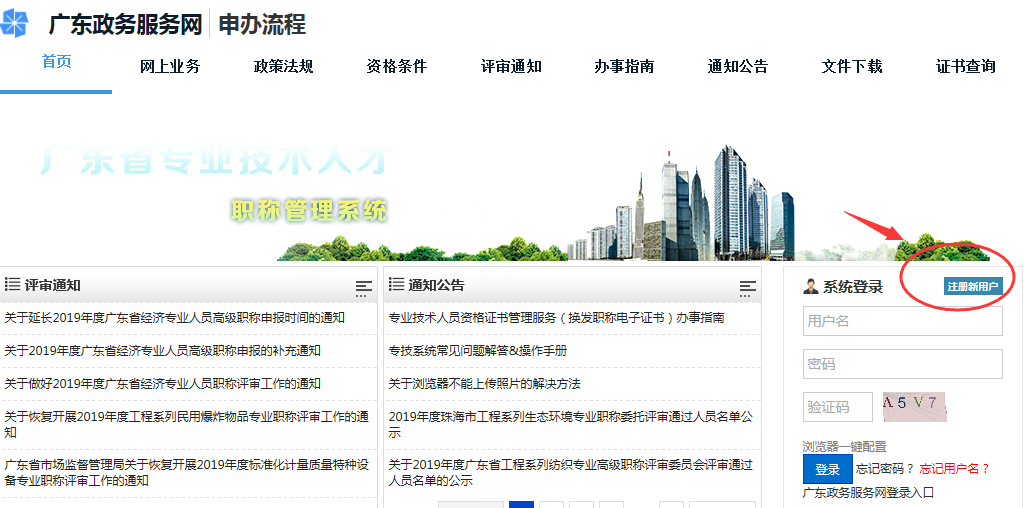 广东政务服务网 申办流程
首页 网上业务 政策法规 资格条件 评审通知 办事指南 通知公告 文件下载 证书查询
广东省专业技术人才
职称管理系统
评审通知
关于延长2019年度广东省经济专业人员高级职称申报时间的通知
关于2019年度广东省经济专业人员高级职称申报的补充通知
关于做好2019年度广东省经济专业人员职称评审工作的通知
关于恢复开展2019年度工程系列民用爆炸物品专业职称评审工作的通
知
广东省市场监督管理局关于恢复开展2019年度标准化计量质量特种设
备专业职称评审工作的通知
通知公告
专业技术人员资格证书管理服务（换发职称电子证书）办事指南
专技系统常见问题解答&操作手册
关于浏览器不能上传照片的解决方法
2019年度珠海市工程系列生态环境专业职称委托评审通过人员名单公
示
关于2019年度广东省工程系列纺织专业高级职称评审委员会评审通过
人员名单的公示
系统登录 注册新用户
用户名
密码
验证码 A 5 V 7
浏览器一键配置
登录 忘记密码？ 忘记用户名？
广东政务服务网登录入口